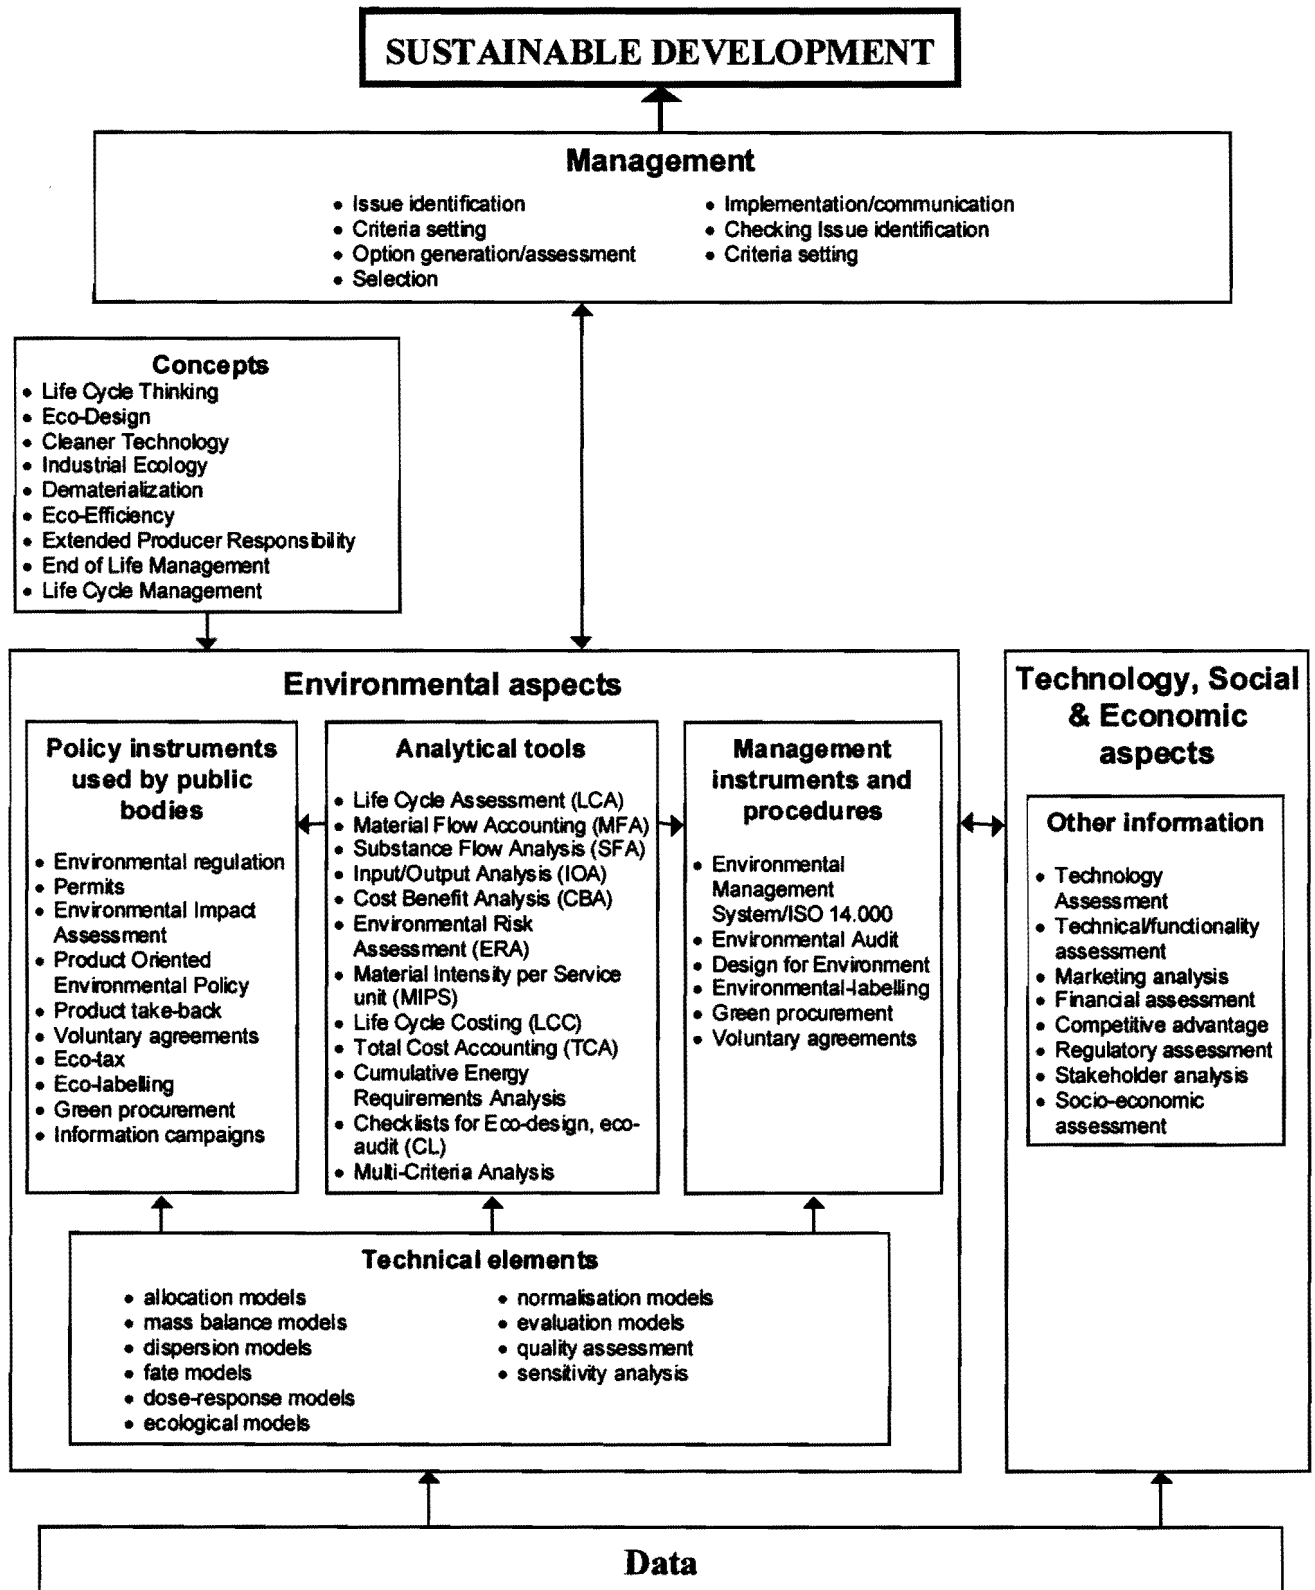 SUSTAINABLE DEVELOPMENT
Management
• Issue identification
• Criteria setting
• Option generation/assessment
• Selection
• Implementation/communication
• Checking Issue identification
• Criteria setting
Concepts
• Life Cycle Thinking
• Eco-Design
• Cleaner Technology
• Industrial Ecology
• Dematerialization
• Eco-Efficiency
• Extended Producer Responsibility
• End of Life Management
• Life Cycle Management
Environmental aspects
Policy instruments
used by public
bodies
• Environmental regulation
• Permits
• Environmental Impact
Assessment
• Product Oriented
Environmental Policy
• Product take-back
• Voluntary agreements
• Eco-tax
• Eco-labelling
• Green procurement
• Information campaigns
Analytical tools
• Life Cycle Assessment (LCA)
• Material Flow Accounting (MFA)
• Substance Flow Analysis (SFA)
• Input/Output Analysis (IOA)
• Cost Benefit Analysis (CBA)
• Environmental Risk
Assessment (ERA)
• Material Intensity per Service
unit (MIPS)
• Life Cycle Costing (LCC)
• Total Cost Accounting (TCA)
• Cumulative Energy
Requirements Analysis
• Checklists for Eco-design, eco-
audit (CL)
• Multi-Criteria Analysis
Management
instruments and
procedures
• Environmental
Management
System/ISO 14.000
• Environmental Audit
• Design for Environment
• Environmental-labelling
• Green procurement
• Voluntary agreements
Technical elements
• allocation models
• mass balance models
• dispersion models
• fate models
• dose-response models
• ecological models
• normalisation models
• evaluation models
• quality assessment
• sensitivity analysis
Technology, Social
& Economic
aspects
Other information
• Technology
Assessment
• Technical/functionality
assessment
• Marketing analysis
• Financial assessment
• Competitive advantage
• Regulatory assessment
• Stakeholder analysis
• Socio-economic
assessment
Data